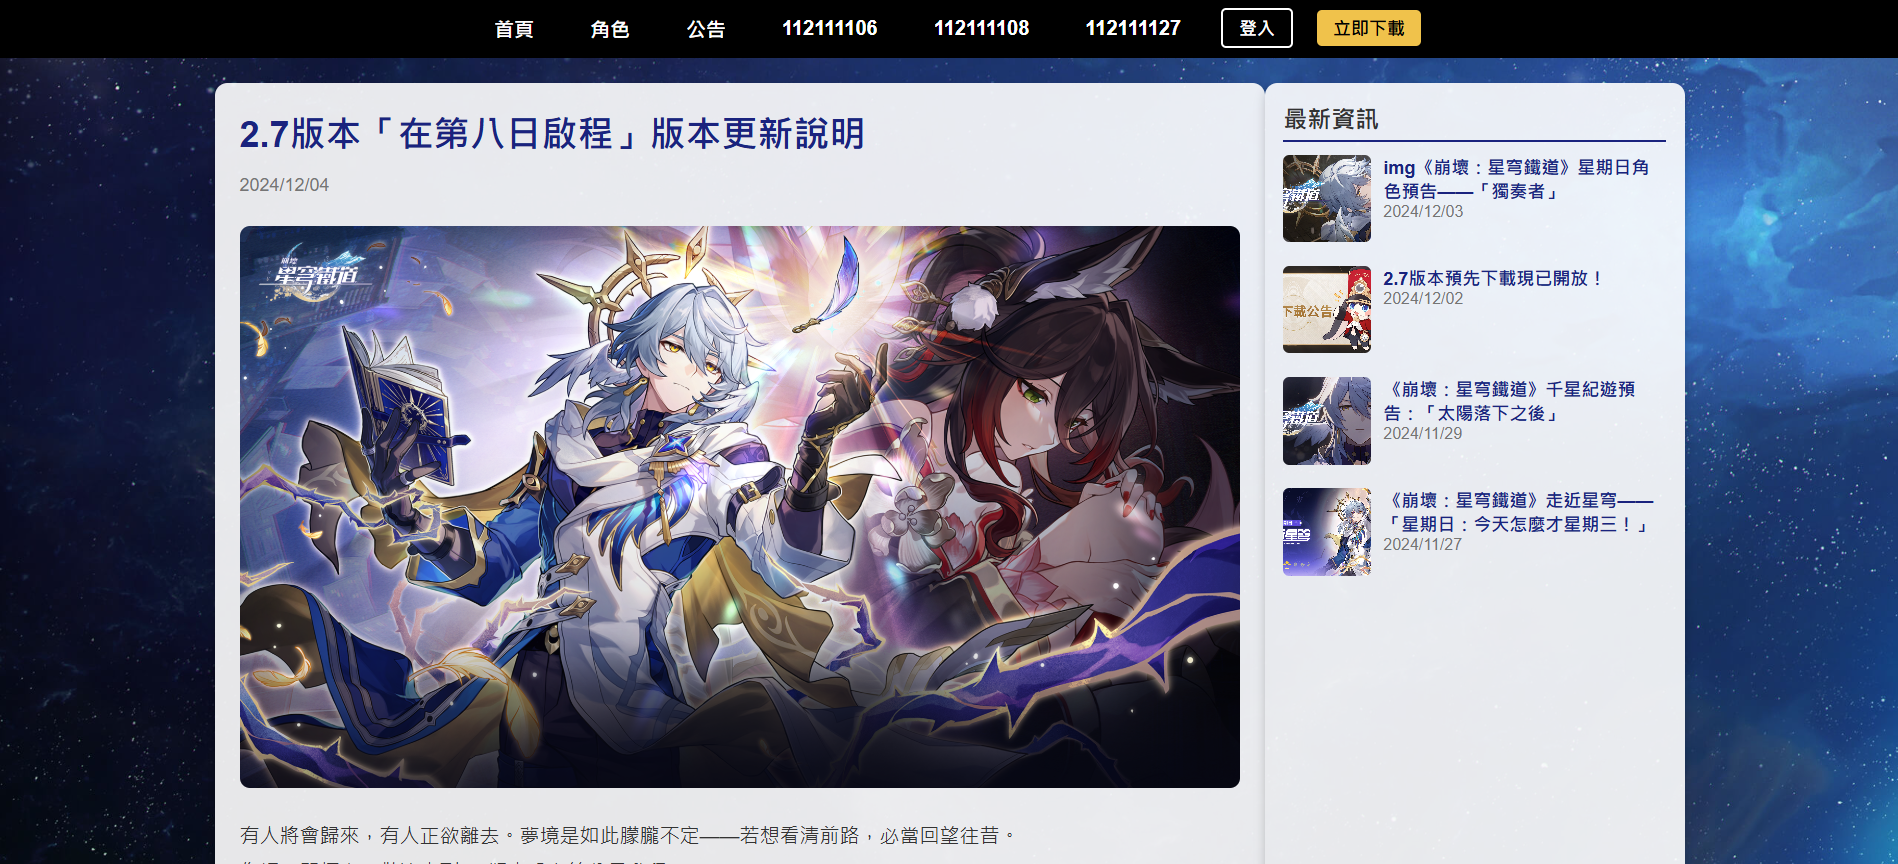 首頁 角色 公告 112111106 112111108 112111127 登入 立即下載
2.7版本「在第八日啟程」版本更新說明
2024/12/04
崩壞
星穹鐵道
有人將會歸來，有人正欲離去。夢境是如此朦朧不定——若想看清前路，必當回望往昔。
最新資訊
img《崩壞：星穹鐵道》星期日角
色預告——「獨奏者」
2024/12/03
下載公告
2.7版本預先下載現已開放！
2024/12/02
《崩壞：星穹鐵道》千星紀遊預
告：「太陽落下之後」
2024/11/29
《崩壞：星穹鐵道》走近星穹——
「星期日：今天怎麼才星期三！」
2024/11/27